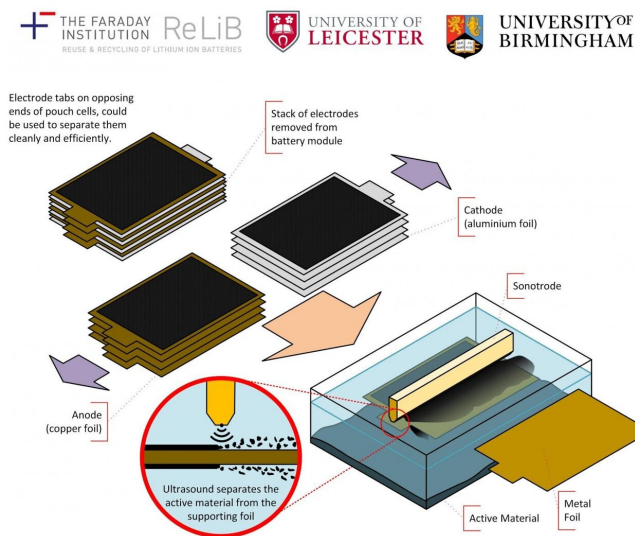 THE FARADAY
INSTITUTION
ReLiB
REUSE & RECYCLING OF LITHIUM ION BATTERIES
UNIVERSITY OF
LEICESTER
UNIVERSITY OF
BIRMINGHAM
Electrode tabs on opposing
ends of pouch cells, could
be used to separate them
cleanly and efficiently.
Stack of electrodes
removed from
battery module
Cathode
(aluminium foil)
Sonotrode
Anode
(copper foil)
Ultrasound separates the
active material from the
supporting foil
Metal
Foil
Active Material